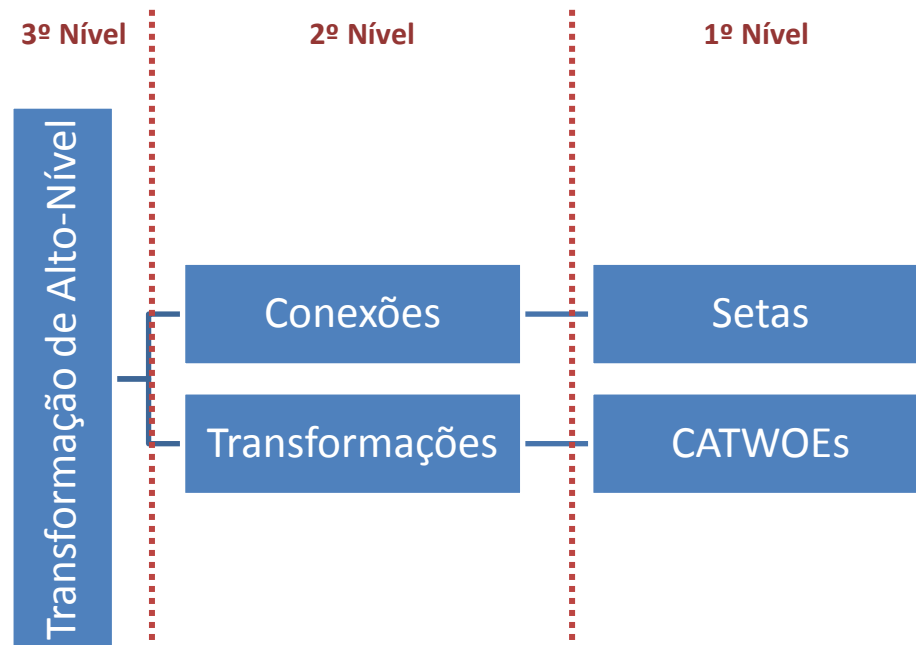 3º Nível
2º Nível
1º Nível
Transformação de Alto-Nível
Conexões
Setas
Transformações
CATWOEs